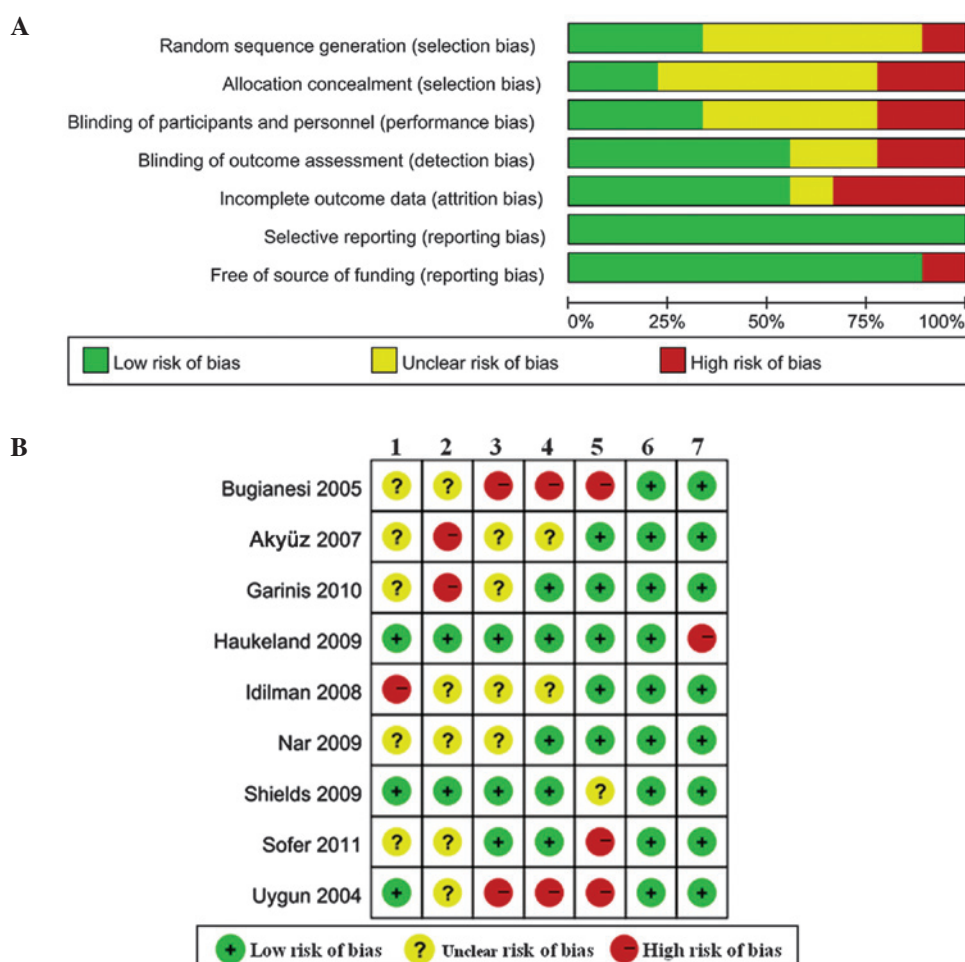 A
Random sequence generation (selection bias)
Allocation concealment (selection bias)
Blinding of participants and personnel (performance bias)
Blinding of outcome assessment (detection bias)
Incomplete outcome data (attrition bias)
Selective reporting (reporting bias)
Free of source of funding (reporting bias)
0% 25% 50% 75% 100%
Low risk of bias Unclear risk of bias High risk of bias
B
1 2 3 4 5 6 7
Bugianesi 2005 ? ? - - - + +
Akyüz 2007 ? - ? ? + + +
Garinis 2010 ? - ? + + + +
Haukeland 2009 + + + + + + -
Idilman 2008 - ? ? ? + + +
Nar 2009 ? ? ? + + + +
Shields 2009 + + + + ? + +
Sofer 2011 ? ? + + - + +
Uygun 2004 + ? - - - + +
+ Low risk of bias ? Unclear risk of bias - High risk of bias